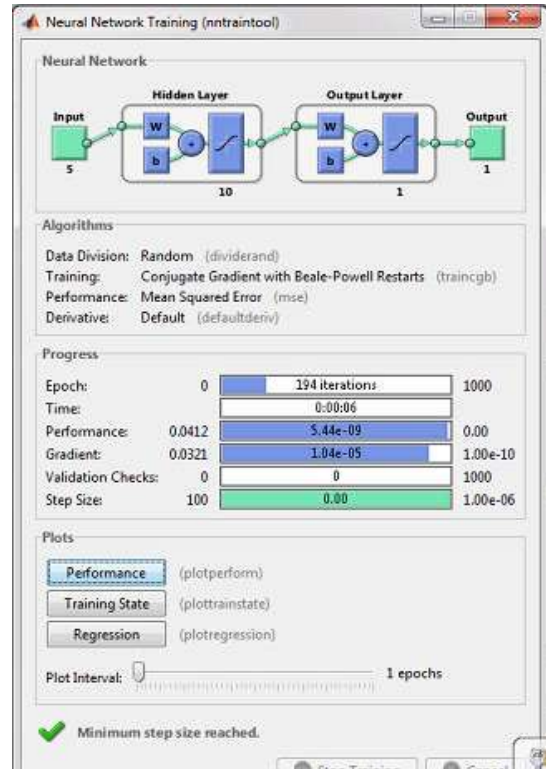 Neural Network Training (nntraintool)
Neural Network
Hidden Layer
Output Layer
Input
W
b
+
W
b
+
Output
5
10
1
1
Algorithms
Data Division: Random (dividerand)
Training: Conjugate Gradient with Beale-Powell Restarts (traincgb)
Performance: Mean Squared Error (mse)
Derivative: Default (defaultderiv)
Progress
Epoch: 0 194 iterations 1000
Time: 0:00:06
Performance: 0.0412 5.44e-09 0.00
Gradient: 0.0321 1.04e-05 1.00e-10
Validation Checks: 0 0 1000
Step Size: 100 0.00 1.00e-06
Plots
Performance (plotperform)
Training State (plottrainstate)
Regression (plotregression)
Plot Interval: 1 epochs
Minimum step size reached.
Stop Training